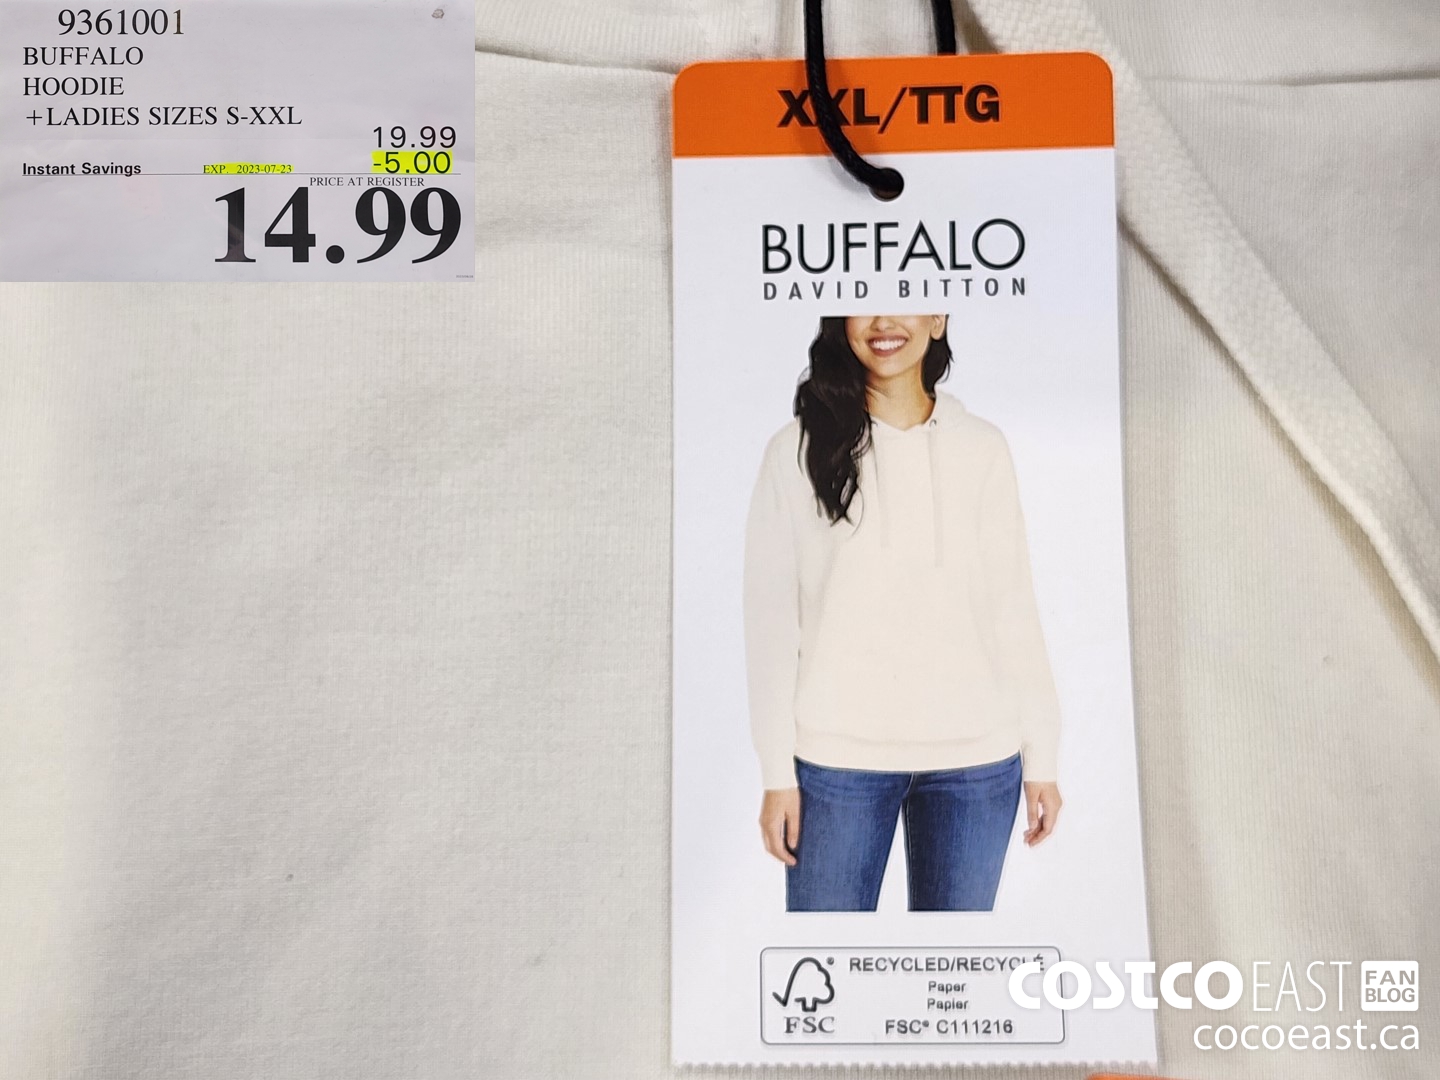 9361001
BUFFALO
HOODIE
+LADIES SIZES S-XXL
19.99
Instant Savings EXP. 2023-07-23 -5.00
PRICE AT REGISTER
14.99
XXL/TTG
BUFFALO
DAVID BITTON
RECYCLED/RECYCLÉ
Paper
Papier
FSC
FSC® C111216
COSTCO EAST FAN BLOG
cocoeast.ca